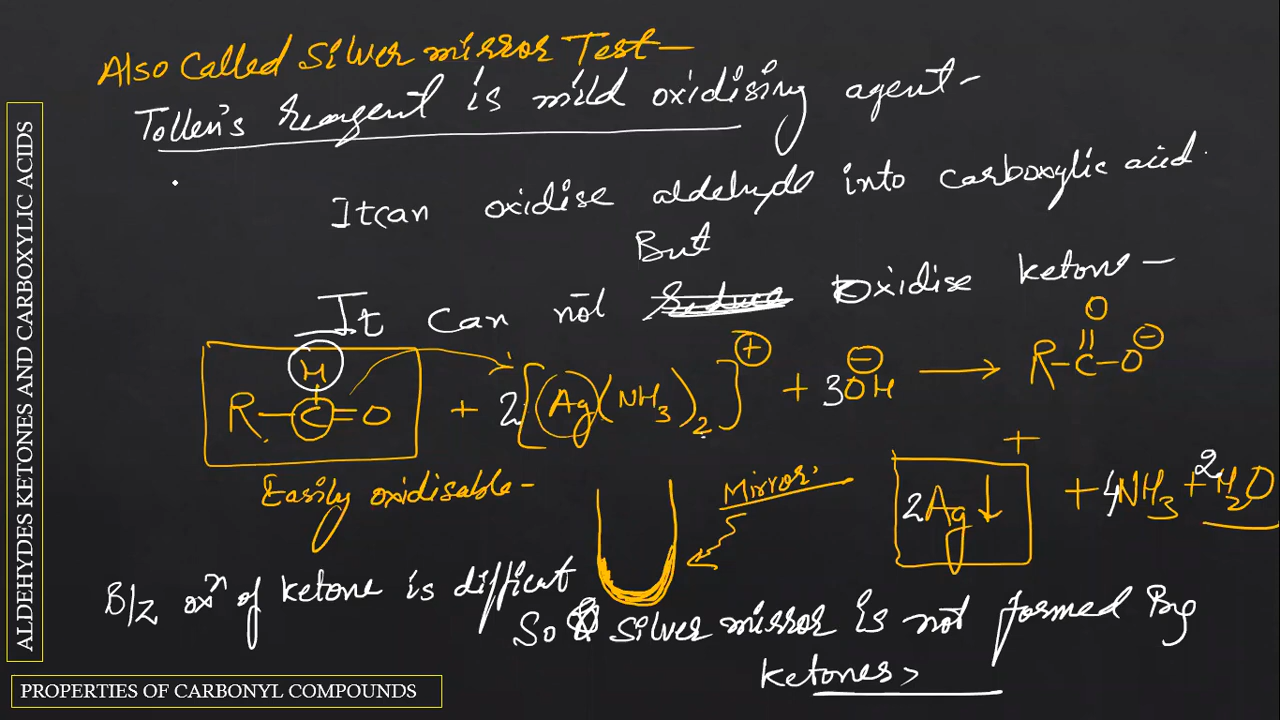 Also Called Silver mirror Test—
Tollen's Reagent is mild oxidising agent-
It can oxidise aldehyde into carboxylic acid.
But
It can not oxidise ketone—
H
R-C=O + 2[Ag(NH₃)₂]⁺ + 3OH⊖ → R-C-O⊖
O
+
Easily oxidisable-
Mirror.
2Ag↓ + 4NH₃ + 2H₂O
B/z oxⁿ of ketone is difficut
So silver mirror is not formed By
ketones
ALDEHYDES KETONES AND CARBOXYLIC ACIDS
PROPERTIES OF CARBONYL COMPOUNDS